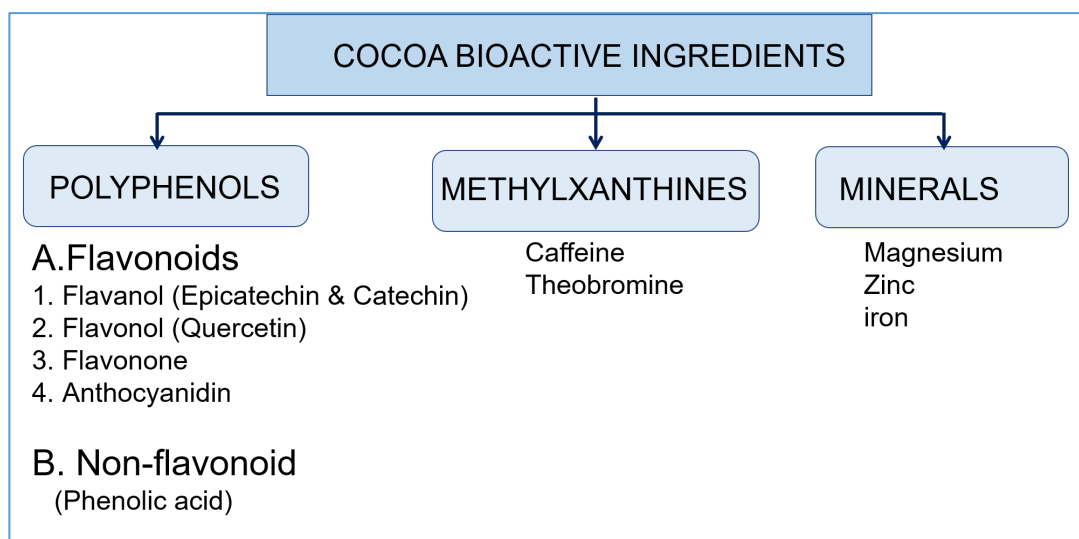 COCOA BIOACTIVE INGREDIENTS
POLYPHENOLS
A.Flavonoids
1. Flavanol (Epicatechin & Catechin)
2. Flavonol (Quercetin)
3. Flavonone
4. Anthocyanidin
B. Non-flavonoid
(Phenolic acid)
METHYLXANTHINES
Caffeine
Theobromine
MINERALS
Magnesium
Zinc
iron